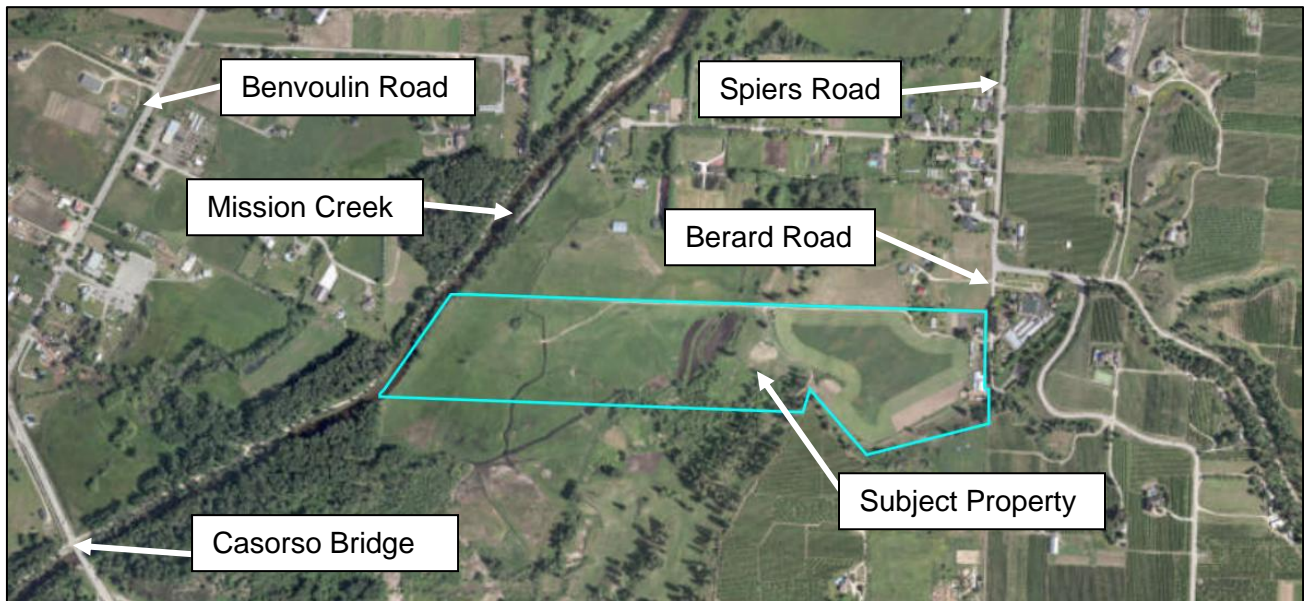 Benvoulin Road
Spiers Road
Mission Creek
Berard Road
Subject Property
Casorso Bridge